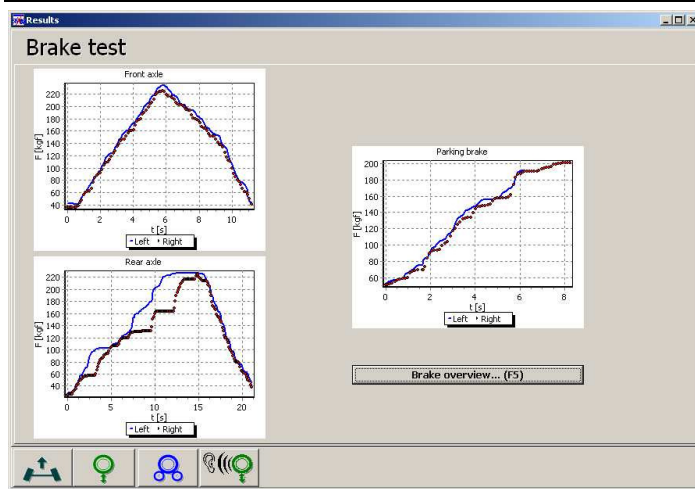 Results
Brake test
Front axle
F [kgf]
220
200
180
160
140
120
100
80
60
40
0 2 4 6 8 10
t [s]
Left Right
Rear axle
F [kgf]
220
200
180
160
140
120
100
80
60
40
0 5 10 15 20
t [s]
Left Right
Parking brake
F [kgf]
200
180
160
140
120
100
80
60
0 2 4 6 8
t [s]
Left Right
Brake overview... (F5)